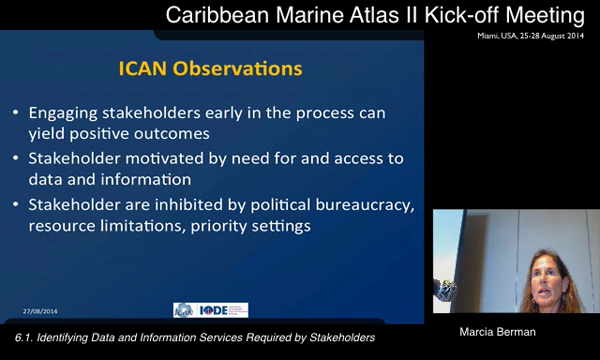 Caribbean Marine Atlas II Kick-off Meeting
Miami, USA, 25-28 August 2014
ICAN Observations
• Engaging stakeholders early in the process can
yield positive outcomes
• Stakeholder motivated by need for and access to
data and information
• Stakeholder are inhibited by political bureaucracy,
resource limitations, priority settings
27/08/2014
ICAN IODE
6.1. Identifying Data and Information Services Required by Stakeholders
Marcia Berman